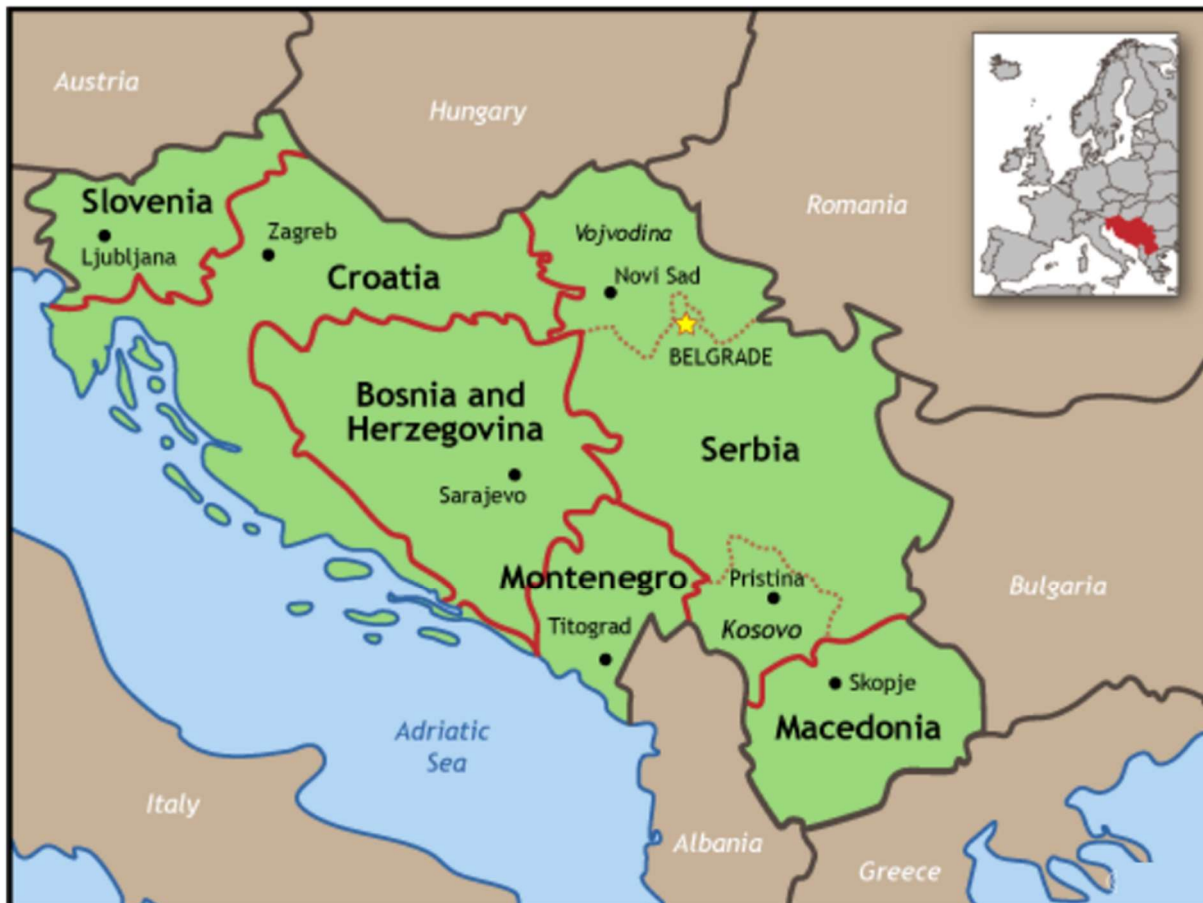 Austria
Hungary
Romania
Slovenia
Ljubljana
Zagreb
Croatia
Vojvodina
Novi Sad
BELGRADE
Bosnia and
Herzegovina
Sarajevo
Serbia
Montenegro
Titograd
Pristina
Kosovo
Bulgaria
Skopje
Macedonia
Adriatic
Sea
Italy
Albania
Greece